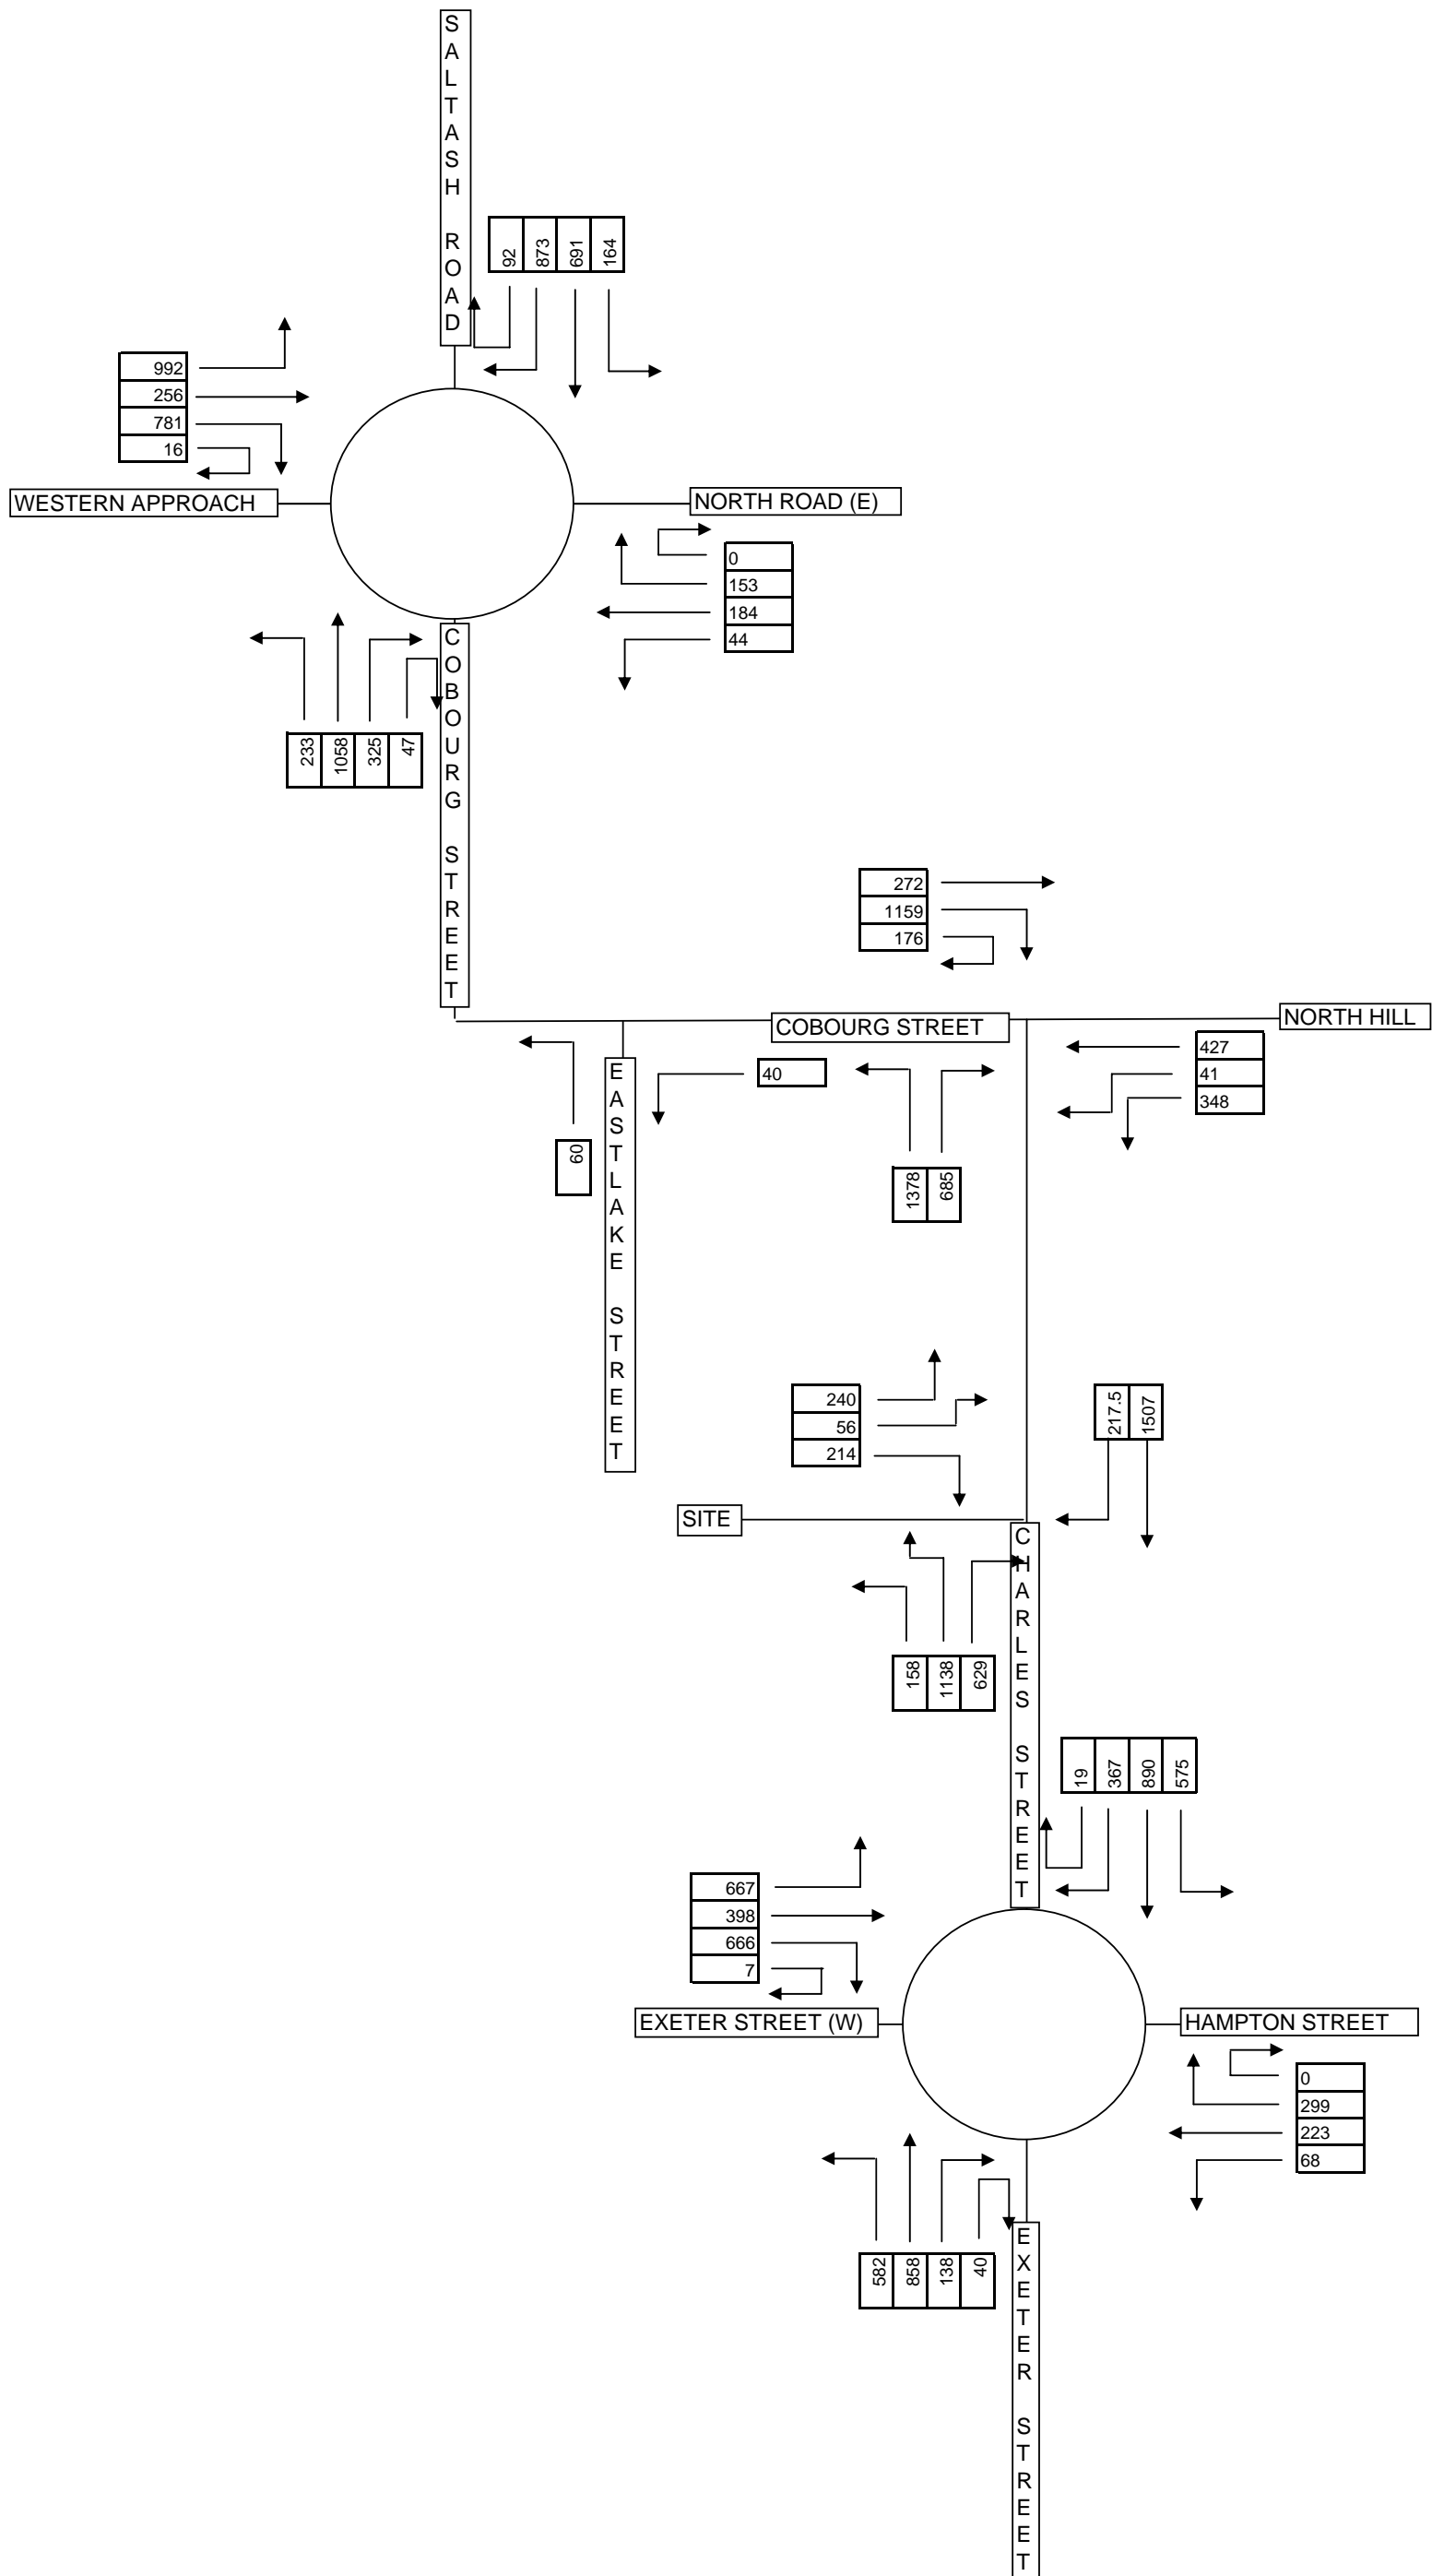 SALTASH ROAD
92 873 691 164
992
256
781
16
WESTERN APPROACH
NORTH ROAD (E)
0
153
184
44
COBOURG STREET
233 1058 325 47
272
1159
176
COBOURG STREET
NORTH HILL
427
41
348
40
EASTLAKE STREET
60
1378 685
240
56
214
217.5 1507
SITE
CHARLES STREET
158 1138 629
19 367 890 575
667
398
666
7
EXETER STREET (W)
HAMPTON STREET
0
299
223
68
582 858 138 40
EXETER STREET